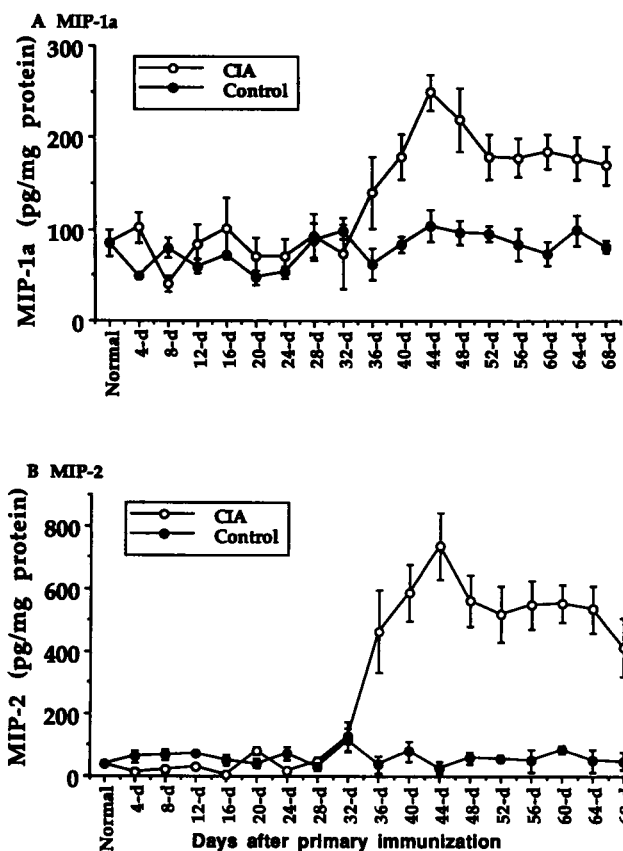 A MIP-1a
MIP-1a (pg/mg protein)
300
200
100
0
CIA
Control
Normal
4-d
8-d
12-d
16-d
20-d
24-d
28-d
32-d
36-d
40-d
44-d
48-d
52-d
56-d
60-d
64-d
68-d
B MIP-2
MIP-2 (pg/mg protein)
800
600
400
200
0
CIA
Control
Normal
4-d
8-d
12-d
16-d
20-d
24-d
28-d
32-d
36-d
40-d
44-d
48-d
52-d
56-d
60-d
64-d
Days after primary immunization